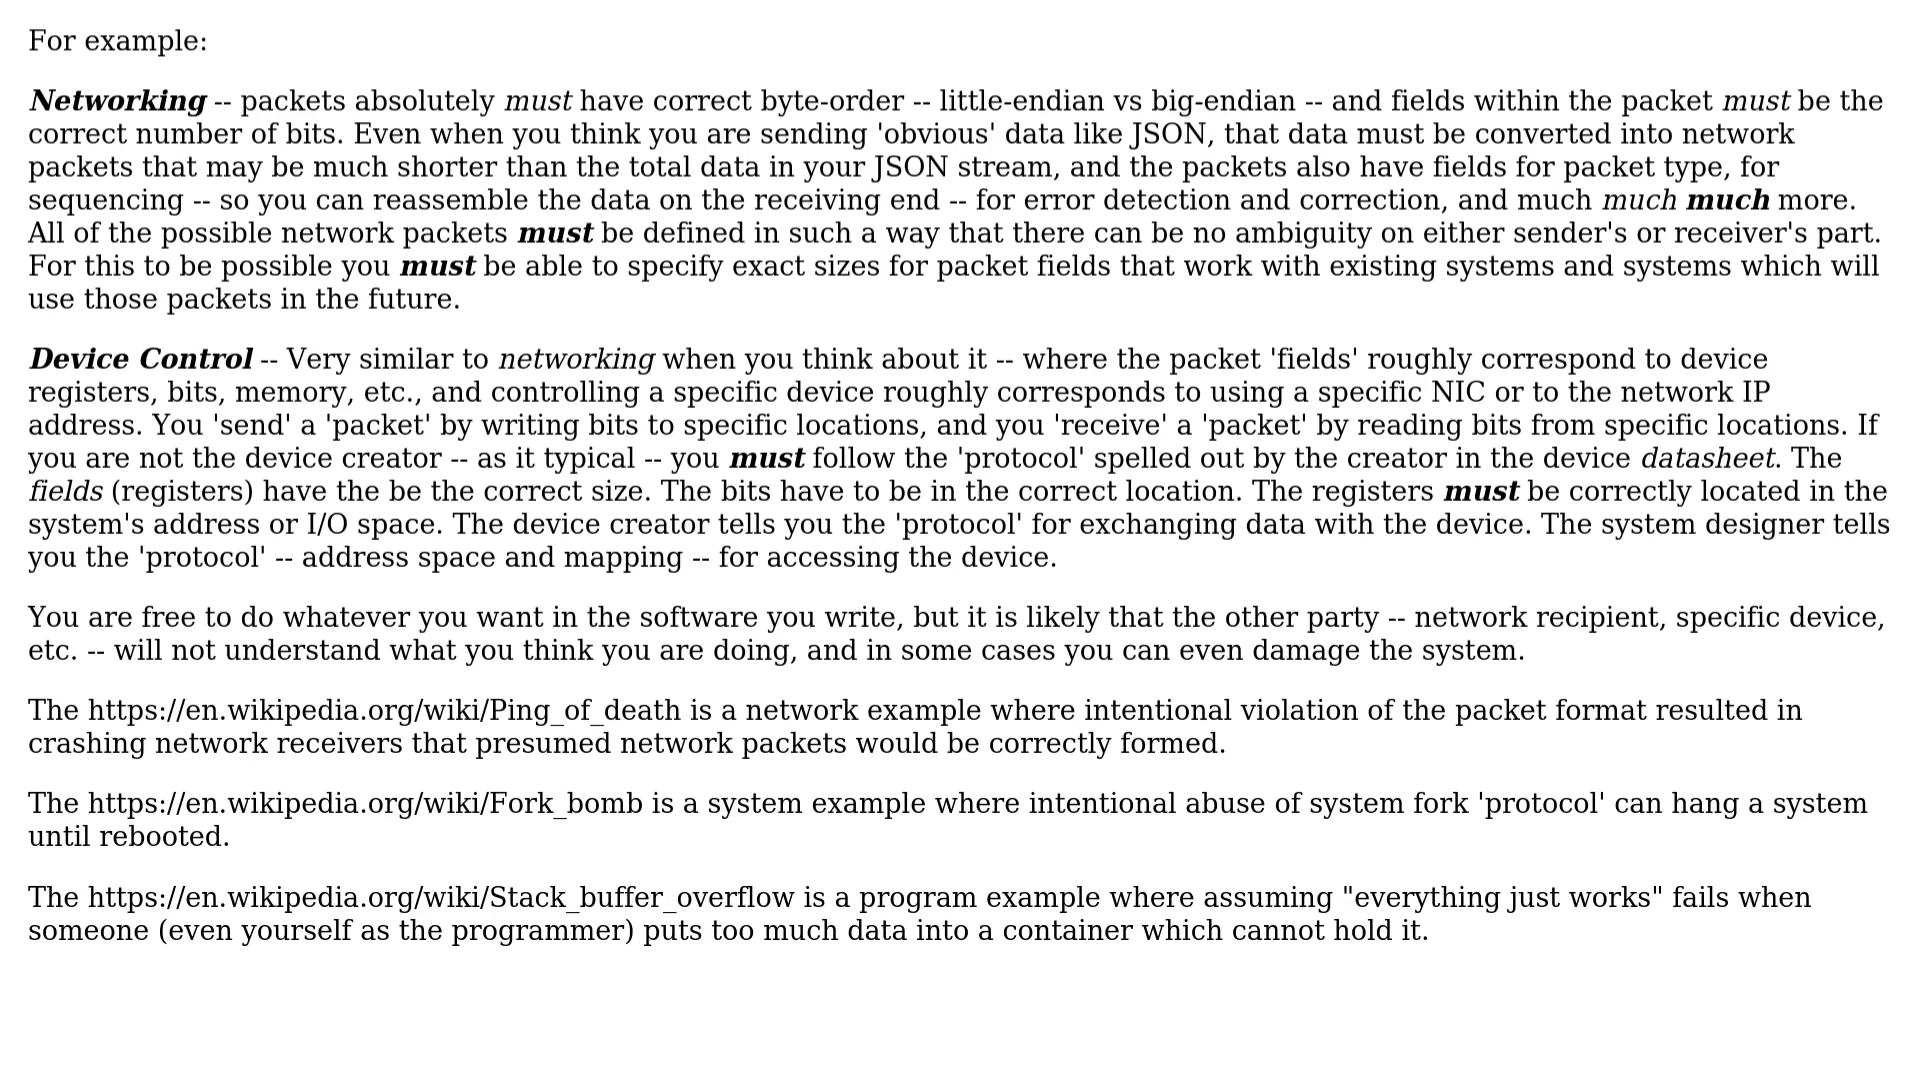 For example:
Networking -- packets absolutely must have correct byte-order -- little-endian vs big-endian -- and fields within the packet must be the
correct number of bits. Even when you think you are sending 'obvious' data like JSON, that data must be converted into network
packets that may be much shorter than the total data in your JSON stream, and the packets also have fields for packet type, for
sequencing -- so you can reassemble the data on the receiving end -- for error detection and correction, and much much much more.
All of the possible network packets must be defined in such a way that there can be no ambiguity on either sender's or receiver's part.
For this to be possible you must be able to specify exact sizes for packet fields that work with existing systems and systems which will
use those packets in the future.
Device Control -- Very similar to networking when you think about it -- where the packet 'fields' roughly correspond to device
registers, bits, memory, etc., and controlling a specific device roughly corresponds to using a specific NIC or to the network IP
address. You 'send' a 'packet' by writing bits to specific locations, and you 'receive' a 'packet' by reading bits from specific locations. If
you are not the device creator -- as it typical -- you must follow the 'protocol' spelled out by the creator in the device datasheet. The
fields (registers) have the be the correct size. The bits have to be in the correct location. The registers must be correctly located in the
system's address or I/O space. The device creator tells you the 'protocol' for exchanging data with the device. The system designer tells
you the 'protocol' -- address space and mapping -- for accessing the device.
You are free to do whatever you want in the software you write, but it is likely that the other party -- network recipient, specific device,
etc. -- will not understand what you think you are doing, and in some cases you can even damage the system.
The https://en.wikipedia.org/wiki/Ping_of_death is a network example where intentional violation of the packet format resulted in
crashing network receivers that presumed network packets would be correctly formed.
The https://en.wikipedia.org/wiki/Fork_bomb is a system example where intentional abuse of system fork 'protocol' can hang a system
until rebooted.
The https://en.wikipedia.org/wiki/Stack_buffer_overflow is a program example where assuming "everything just works" fails when
someone (even yourself as the programmer) puts too much data into a container which cannot hold it.